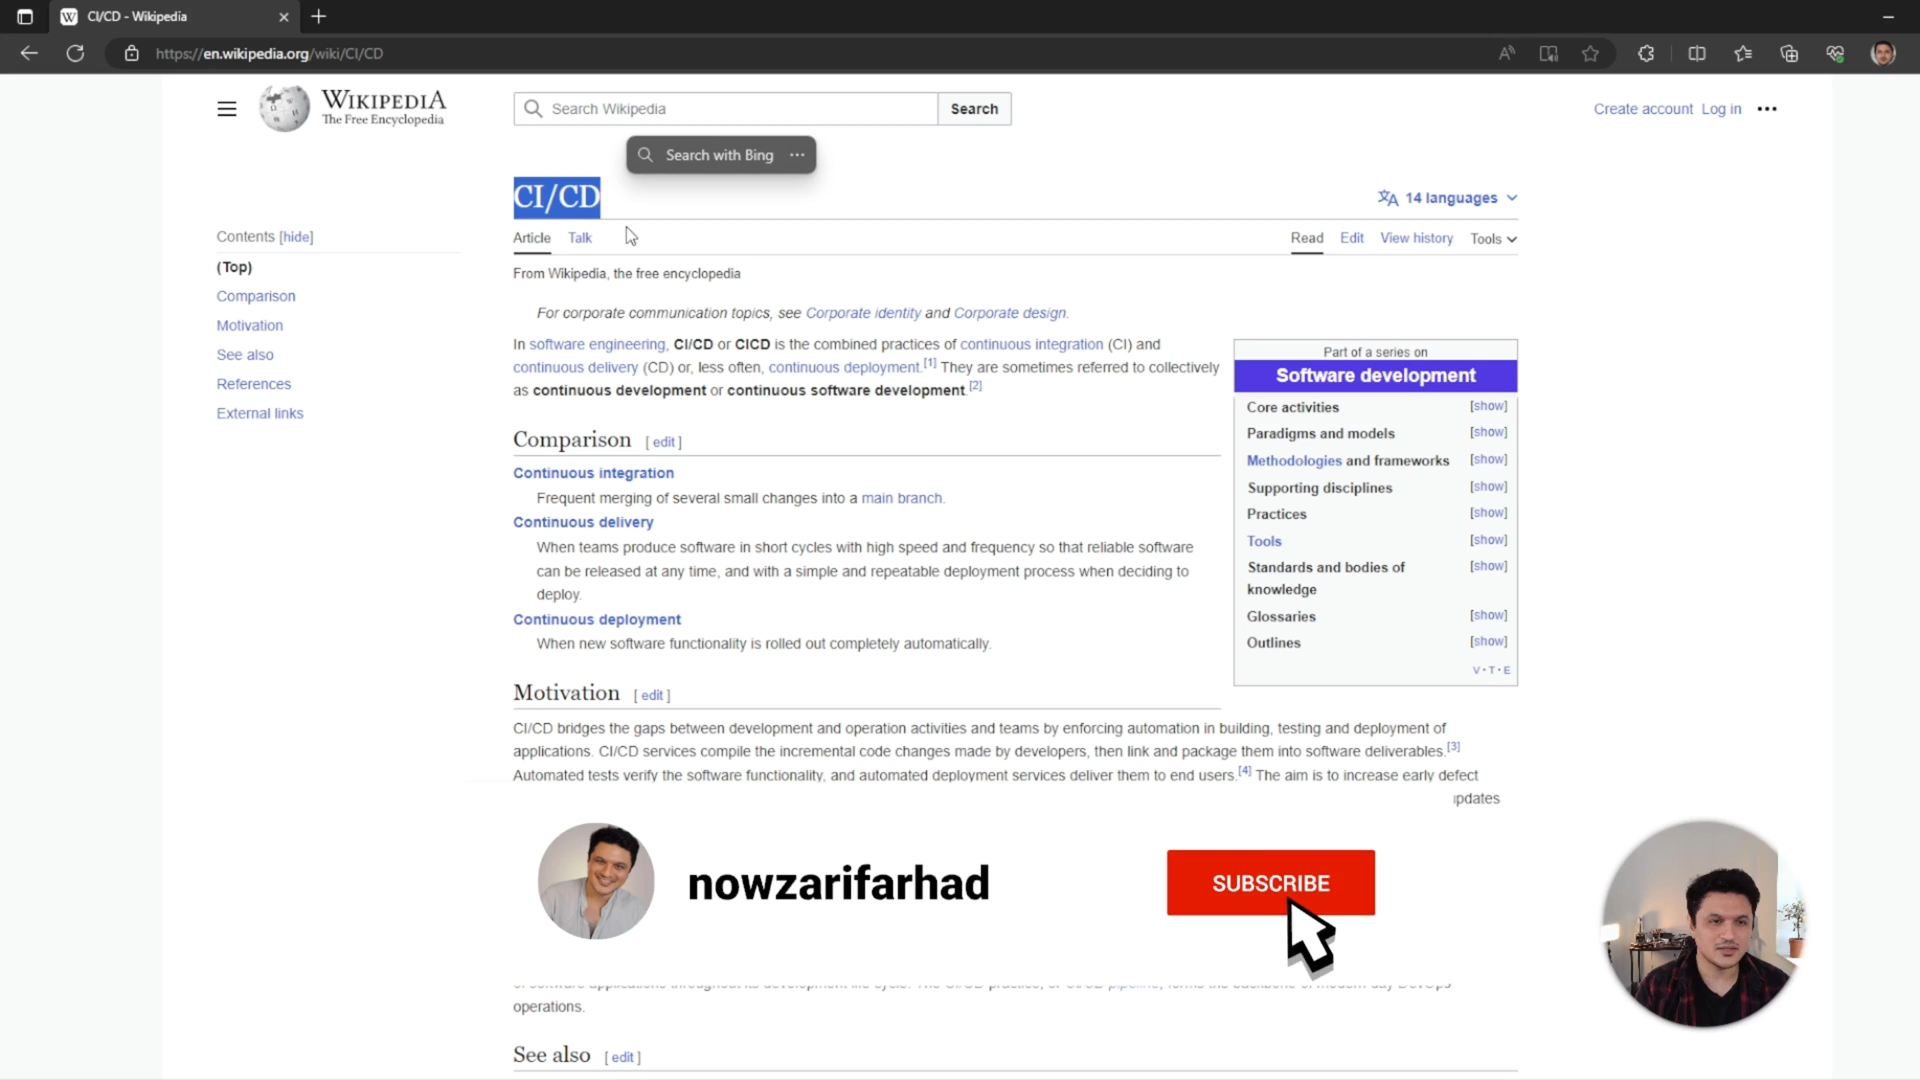 CI/CD - Wikipedia
https://en.wikipedia.org/wiki/CI/CD
WIKIPEDIA
The Free Encyclopedia
Search Wikipedia
Search
Create account Log in
Search with Bing
CI/CD
14 languages
Contents [hide]
Article Talk
Read Edit View history Tools
(Top)
Comparison
Motivation
See also
References
External links
From Wikipedia, the free encyclopedia
For corporate communication topics, see Corporate identity and Corporate design.
In software engineering, CI/CD or CICD is the combined practices of continuous integration (CI) and
continuous delivery (CD) or, less often, continuous deployment.[1] They are sometimes referred to collectively
as continuous development or continuous software development.[2]
Comparison [ edit ]
Continuous integration
Frequent merging of several small changes into a main branch.
Continuous delivery
When teams produce software in short cycles with high speed and frequency so that reliable software
can be released at any time, and with a simple and repeatable deployment process when deciding to
deploy.
Continuous deployment
When new software functionality is rolled out completely automatically.
Part of a series on
Software development
Core activities [show]
Paradigms and models [show]
Methodologies and frameworks [show]
Supporting disciplines [show]
Practices [show]
Tools [show]
Standards and bodies of [show]
knowledge
Glossaries [show]
Outlines [show]
V·T·E
Motivation [ edit ]
CI/CD bridges the gaps between development and operation activities and teams by enforcing automation in building, testing and deployment of
applications. CI/CD services compile the incremental code changes made by developers, then link and package them into software deliverables.[3]
Automated tests verify the software functionality, and automated deployment services deliver them to end users.[4] The aim is to increase early defect
pdates
nowzarifarhad
SUBSCRIBE
operations.
See also [ edit ]